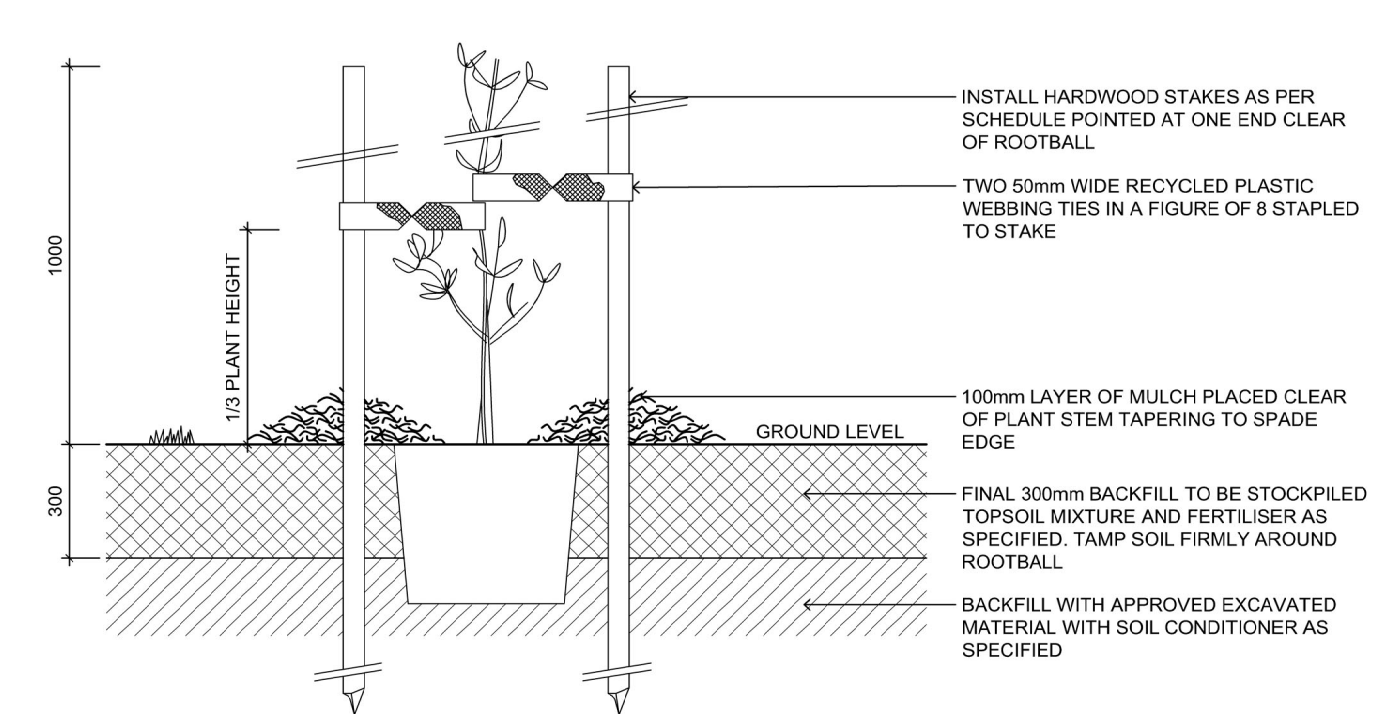 INSTALL HARDWOOD STAKES AS PER
SCHEDULE POINTED AT ONE END CLEAR
OF ROOTBALL
TWO 50mm WIDE RECYCLED PLASTIC
WEBBING TIES IN A FIGURE OF 8 STAPLED
TO STAKE
1000
1/3 PLANT HEIGHT
100mm LAYER OF MULCH PLACED CLEAR
OF PLANT STEM TAPERING TO SPADE
EDGE
GROUND LEVEL
300
FINAL 300mm BACKFILL TO BE STOCKPILED
TOPSOIL MIXTURE AND FERTILISER AS
SPECIFIED. TAMP SOIL FIRMLY AROUND
ROOTBALL
BACKFILL WITH APPROVED EXCAVATED
MATERIAL WITH SOIL CONDITIONER AS
SPECIFIED